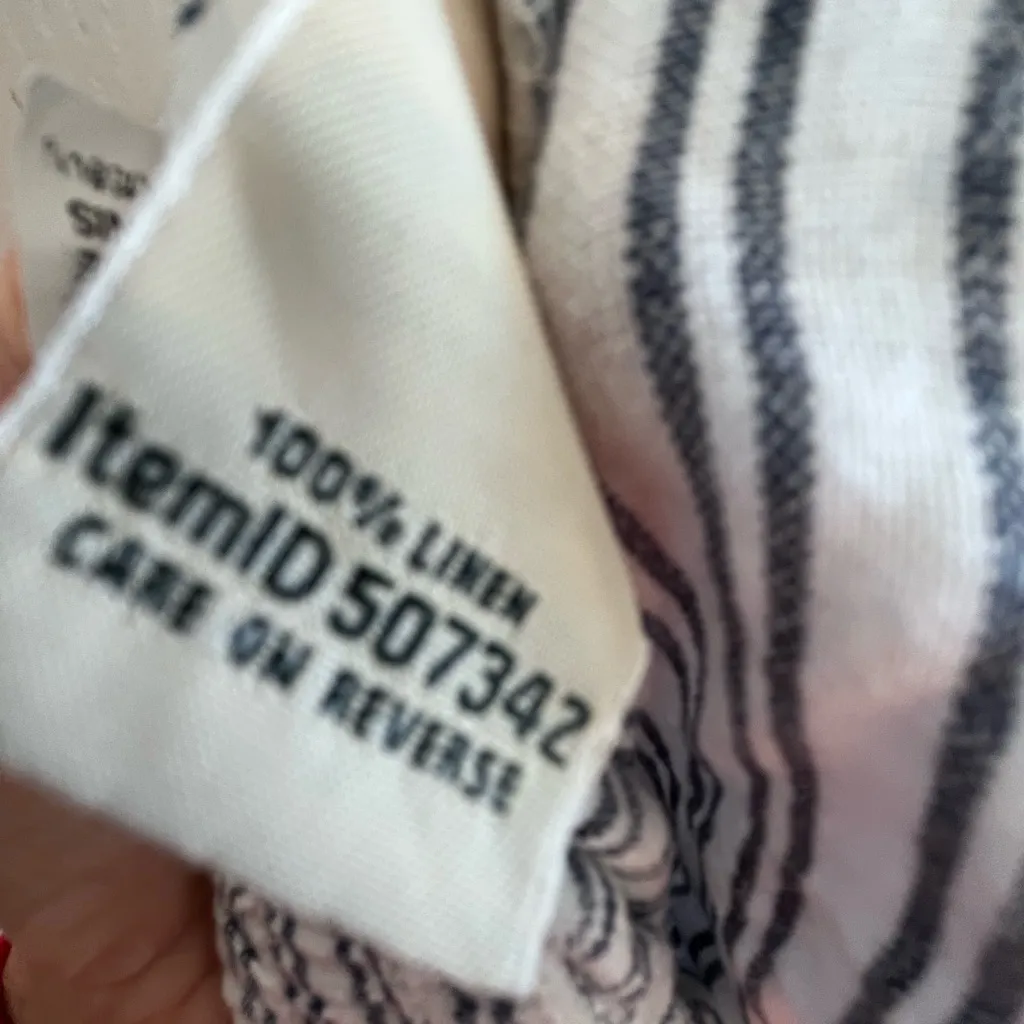 100% LINEN
ItemID 507342
CARE ON REVERSE